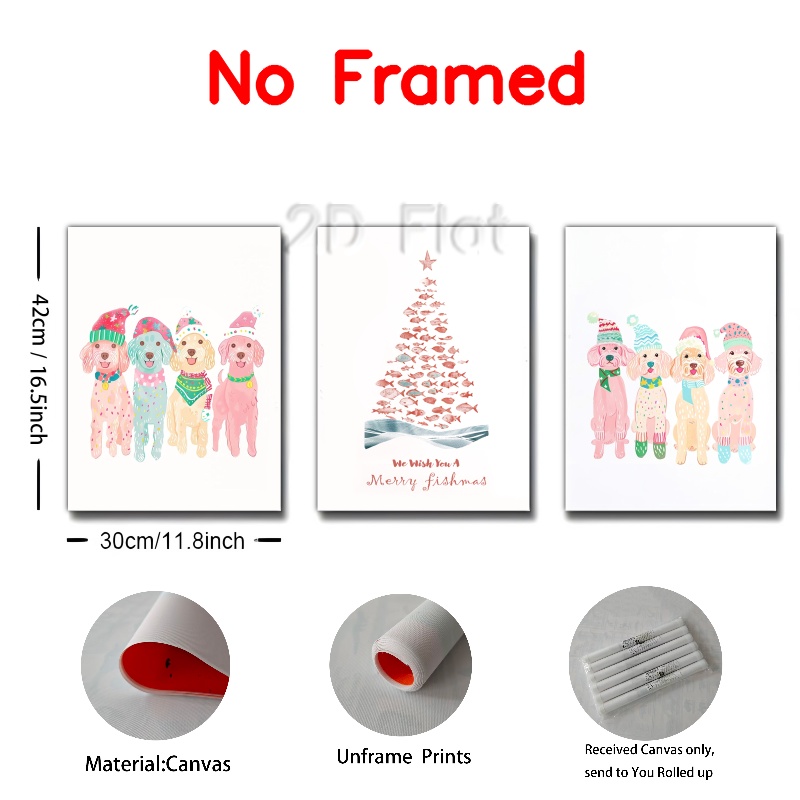 No Framed
2D Flat
42cm / 16.5inch
We Wish You A
Merry fishmas
30cm/11.8inch
Material:Canvas
Unframe Prints
Received Canvas only,
send to You Rolled up